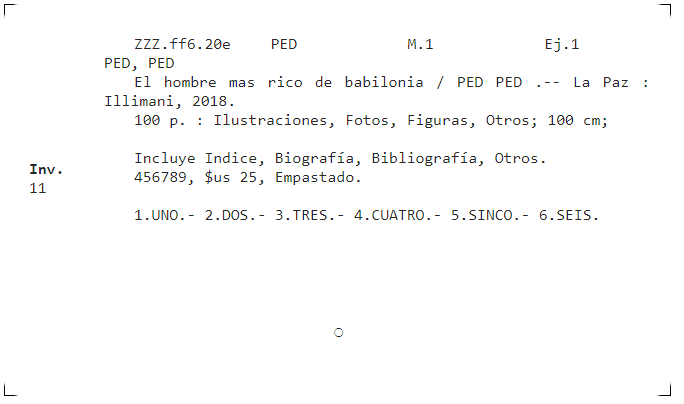 ZZZ.ff6.20e PED M.1 Ej.1
PED, PED
El hombre mas rico de babilonia / PED PED .-- La Paz :
Illimani, 2018.
100 p. : Ilustraciones, Fotos, Figuras, Otros; 100 cm;
Incluye Indice, Biografía, Bibliografía, Otros.
Inv.
456789, $us 25, Empastado.
11
1.UNO.- 2.DOS.- 3.TRES.- 4.CUATRO.- 5.SINCO.- 6.SEIS.